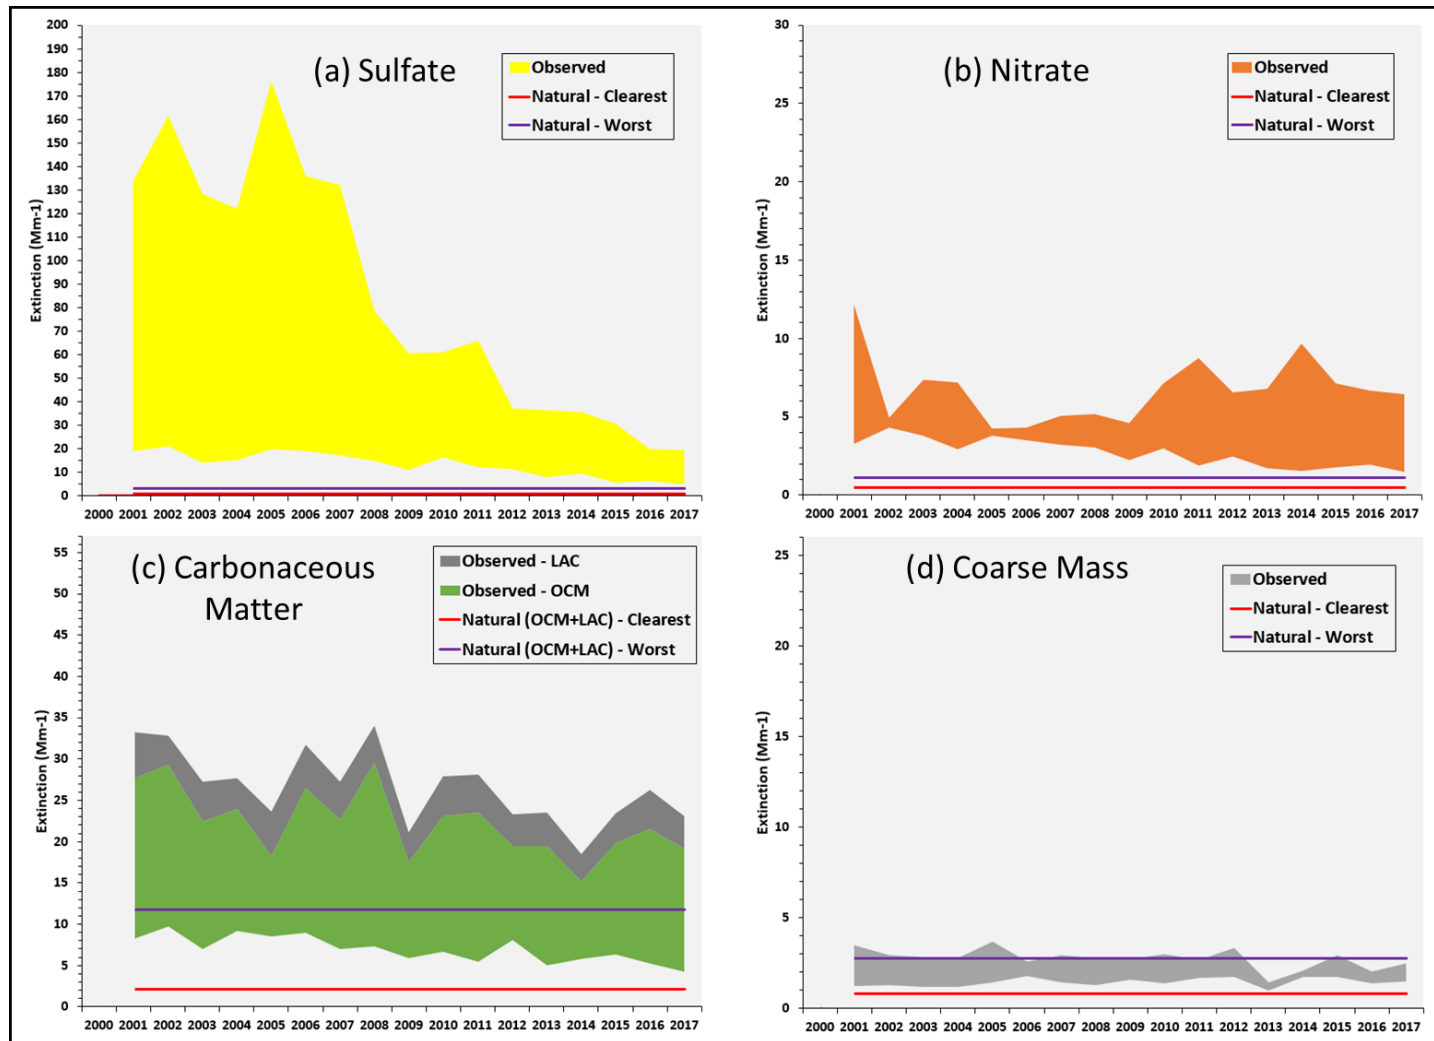 (a) Sulfate
Observed
Natural - Clearest
Natural - Worst
Extinction (Mm-1)
200
190
180
170
160
150
140
130
120
110
100
90
80
70
60
50
40
30
20
10
0
2000 2001 2002 2003 2004 2005 2006 2007 2008 2009 2010 2011 2012 2013 2014 2015 2016 2017
(b) Nitrate
Observed
Natural - Clearest
Natural - Worst
Extinction (Mm-1)
30
25
20
15
10
5
0
2000 2001 2002 2003 2004 2005 2006 2007 2008 2009 2010 2011 2012 2013 2014 2015 2016 2017
(c) Carbonaceous
Matter
Observed - LAC
Observed - OCM
Natural (OCM+LAC) - Clearest
Natural (OCM+LAC) - Worst
Extinction (Mm-1)
55
50
45
40
35
30
25
20
15
10
5
0
2000 2001 2002 2003 2004 2005 2006 2007 2008 2009 2010 2011 2012 2013 2014 2015 2016 2017
(d) Coarse Mass
Observed
Natural - Clearest
Natural - Worst
Extinction (Mm-1)
25
20
15
10
5
0
2000 2001 2002 2003 2004 2005 2006 2007 2008 2009 2010 2011 2012 2013 2014 2015 2016 2017